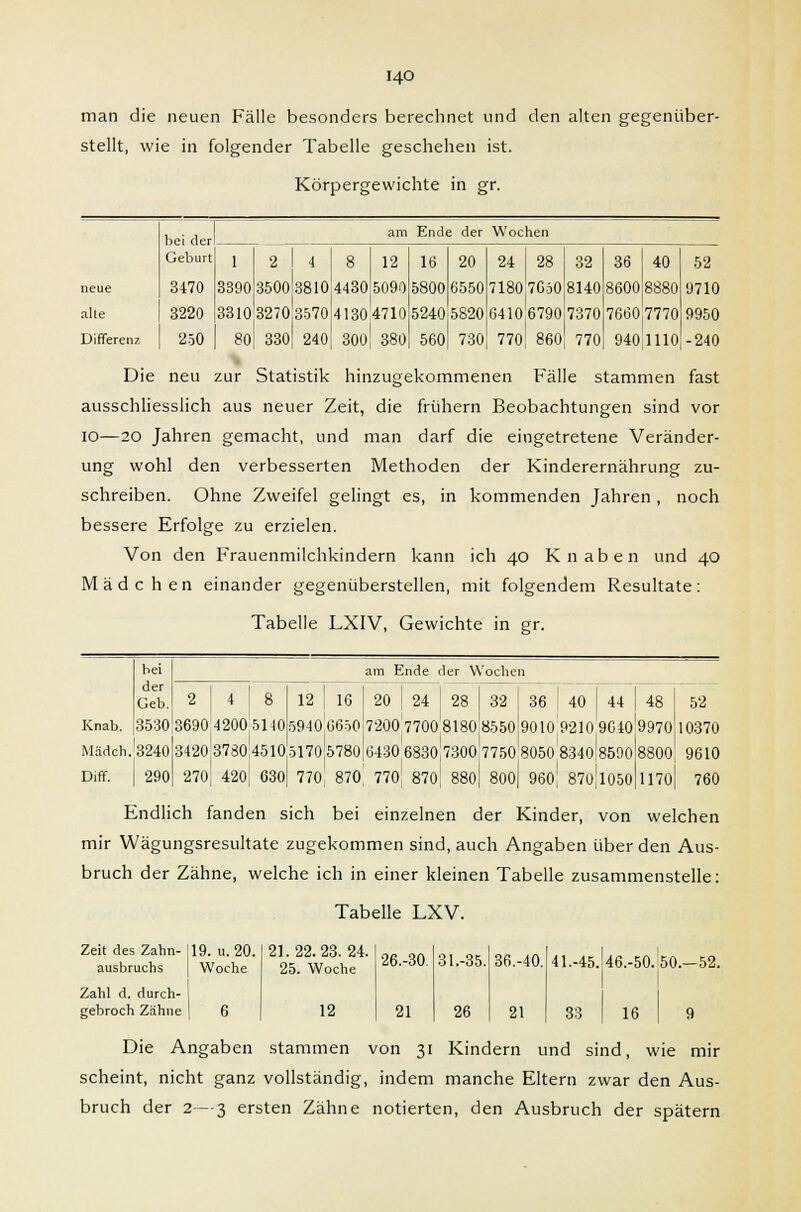 140
man die neuen Fälle besonders berechnet und den alten gegenüber-
stellt, wie in folgender Tabelle geschehen ist.
Körpergewichte in gr.
bei der Geburt am Ende der Wochen
1 2 4 8 12 16 20 24 28 32 36 40 52
neue 3470 3390 3500 3810 4430 5090 5800 6550 7180 7650 8140 8600 8880 9710
alte 3220 3310 3270 3570 4130 4710 5240 5820 6410 6790 7370 7660 7770 9950
Differenz 250 80 330 240 300 380 560 730 770 860 770 940 1110 -240
Die neu zur Statistik hinzugekommenen Fälle stammen fast
ausschliesslich aus neuer Zeit, die frühern Beobachtungen sind vor
10—20 Jahren gemacht, und man darf die eingetretene Veränder-
ung wohl den verbesserten Methoden der Kinderernährung zu-
schreiben. Ohne Zweifel gelingt es, in kommenden Jahren, noch
bessere Erfolge zu erzielen.
Von den Frauenmilchkindern kann ich 40 Knaben und 40
Mädchen einander gegenüberstellen, mit folgendem Resultate:
Tabelle LXIV, Gewichte in gr.
bei der Geb. am Ende der Wochen
2 4 8 12 16 20 24 28 32 36 40 44 48 52
Knab. 3530 3690 4200 5140 5940 6650 7200 7700 8180 8550 9010 9210 9640 9970 10370
Mädch. 3240 3420 3780 4510 5170 5780 6430 6830 7300 7750 8050 8340 8590 8800 9610
Diff. 290 270 420 630 770 870 770 870 880 800 960 870 1050 1170 760
Endlich fanden sich bei einzelnen der Kinder, von welchen
mir Wägungsresultate zugekommen sind, auch Angaben über den Aus-
bruch der Zähne, welche ich in einer kleinen Tabelle zusammenstelle:
Tabelle LXV.
Zeit des Zahn-ausbruchs 19. u. 20. Woche 21. 22. 23. 24. 25. Woche 26.-30. 31.-35. 36.-40. 41.-45. 46.-50. 50.—52.
Zahl d. durch-gebroch Zähne 6 12 21 26 21 33 16 9
Die Angaben stammen von 31 Kindern und sind, wie mir
scheint, nicht ganz vollständig, indem manche Eltern zwar den Aus-
bruch der 2—3 ersten Zähne notierten, den Ausbruch der spätern